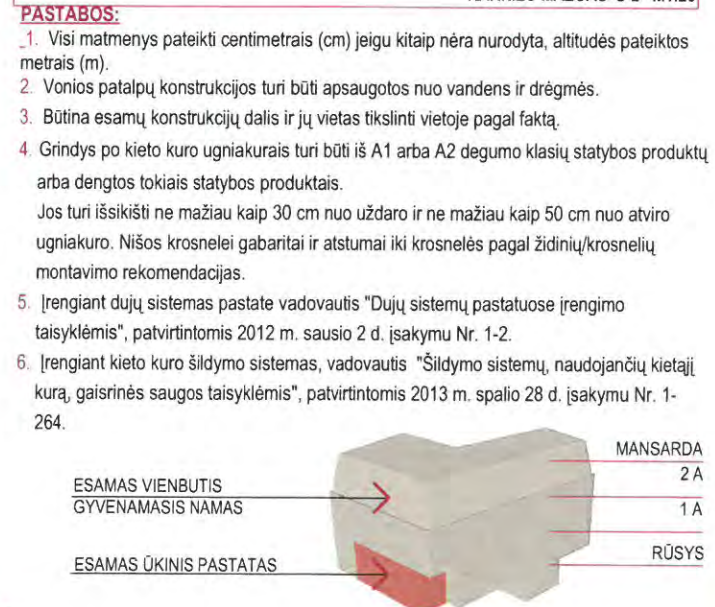 PASTABOS:
1. Visi matmenys pateikti centimetrais (cm) jeigu kitaip nėra nurodyta, altitudės pateiktos
metrais (m).
2. Vonios patalpų konstrukcijos turi būti apsaugotos nuo vandens ir drėgmės.
3. Būtina esamų konstrukcijų dalis ir jų vietas tikslinti vietoje pagal faktą.
4. Grindys po kieto kuro ugniakurais turi būti iš A1 arba A2 degumo klasių statybos produktų
arba dengtos tokiais statybos produktais.
Jos turi išsikišti ne mažiau kaip 30 cm nuo uždaro ir ne mažiau kaip 50 cm nuo atviro
ugniakuro. Nišos krosnelei gabaritai ir atstumai iki krosnelės pagal židinių/krosnelių
montavimo rekomendacijas.
5. Įrengiant dujų sistemas pastate vadovautis "Dujų sistemų pastatuose įrengimo
taisyklėmis", patvirtintomis 2012 m. sausio 2 d. įsakymu Nr. 1-2.
6. Įrengiant kieto kuro šildymo sistemas, vadovautis "Šildymo sistemų, naudojančių kietąjį
kurą, gaisrinės saugos taisyklėmis", patvirtintomis 2013 m. spalio 28 d. įsakymu Nr. 1-
264.
MANSARDA
2 A
1 A
RŪSYS
ESAMAS VIENBUTIS
GYVENAMASIS NAMAS
ESAMAS ŪKINIS PASTATAS